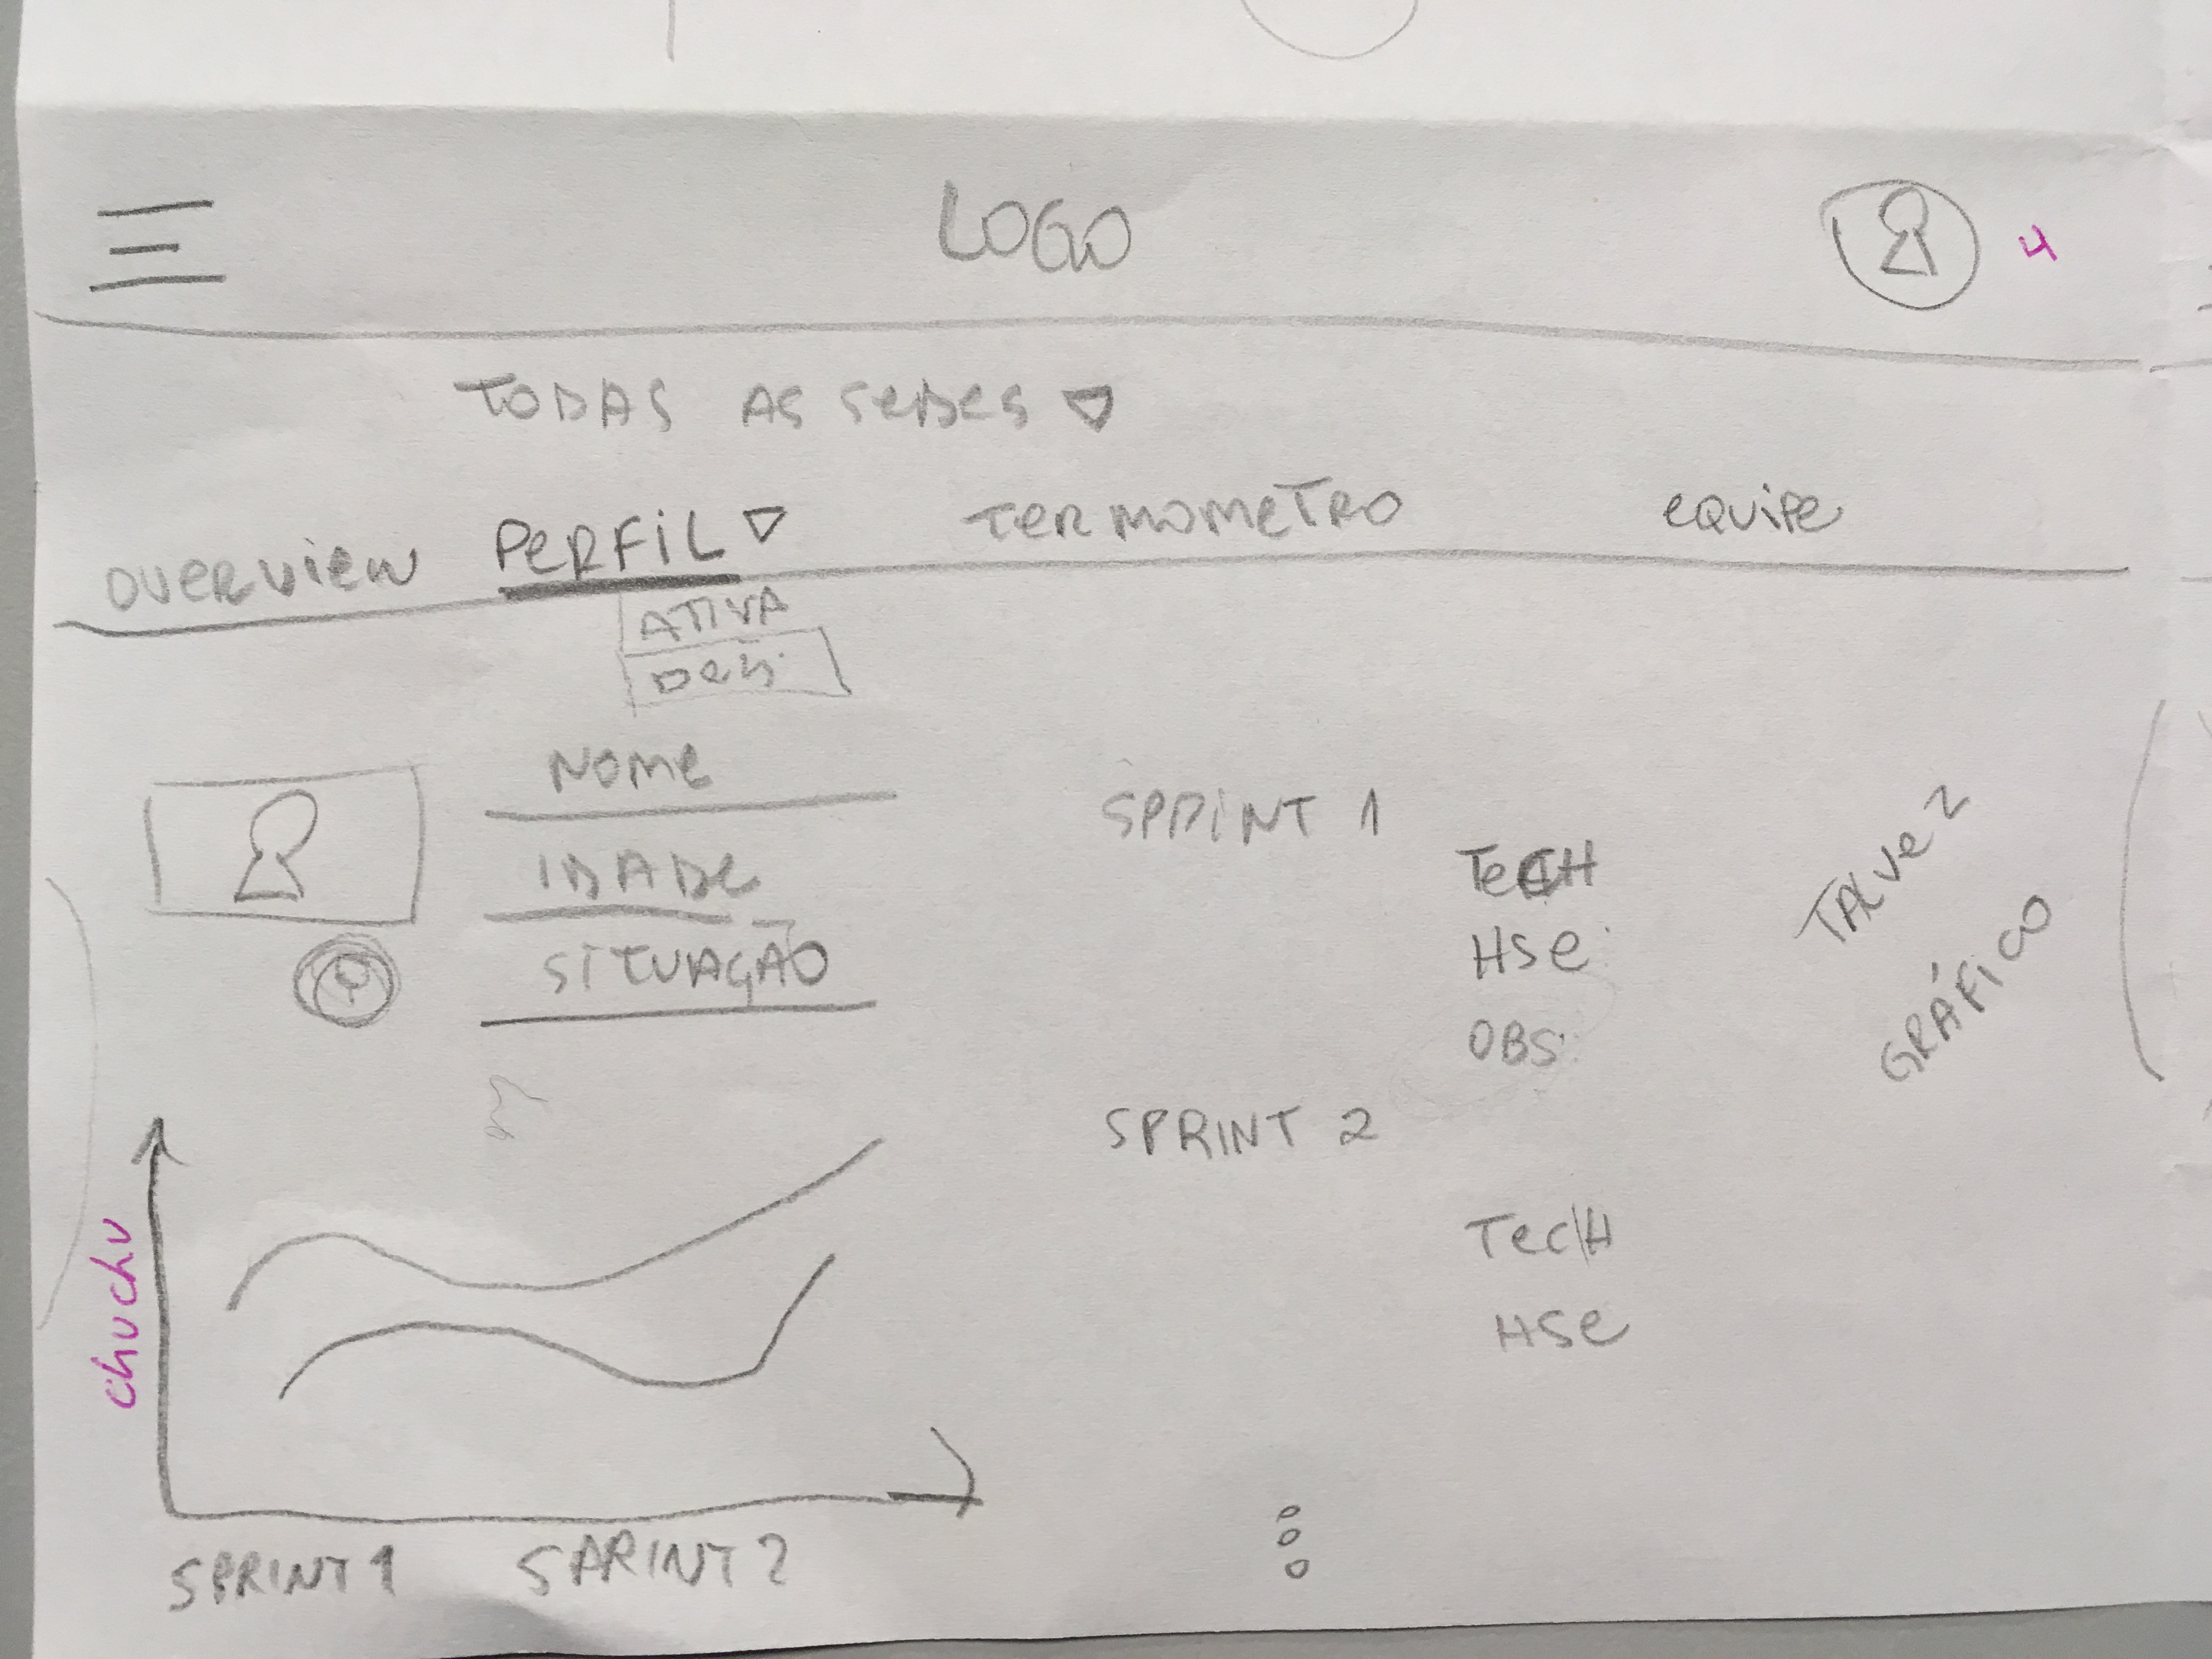 LOGO
4
TODAS AS SEDES
OVERVIEW PERFIL TERMOMETRO equipe
ATIVA
Des.
NOME
IDADE
SITUAÇÃO
SPRINT 1
TECH
HSE
OBS
TALVEZ
GRÁFICO
SPRINT 2
TECH
HSE
chuchu
SPRINT 1 SPRINT 2